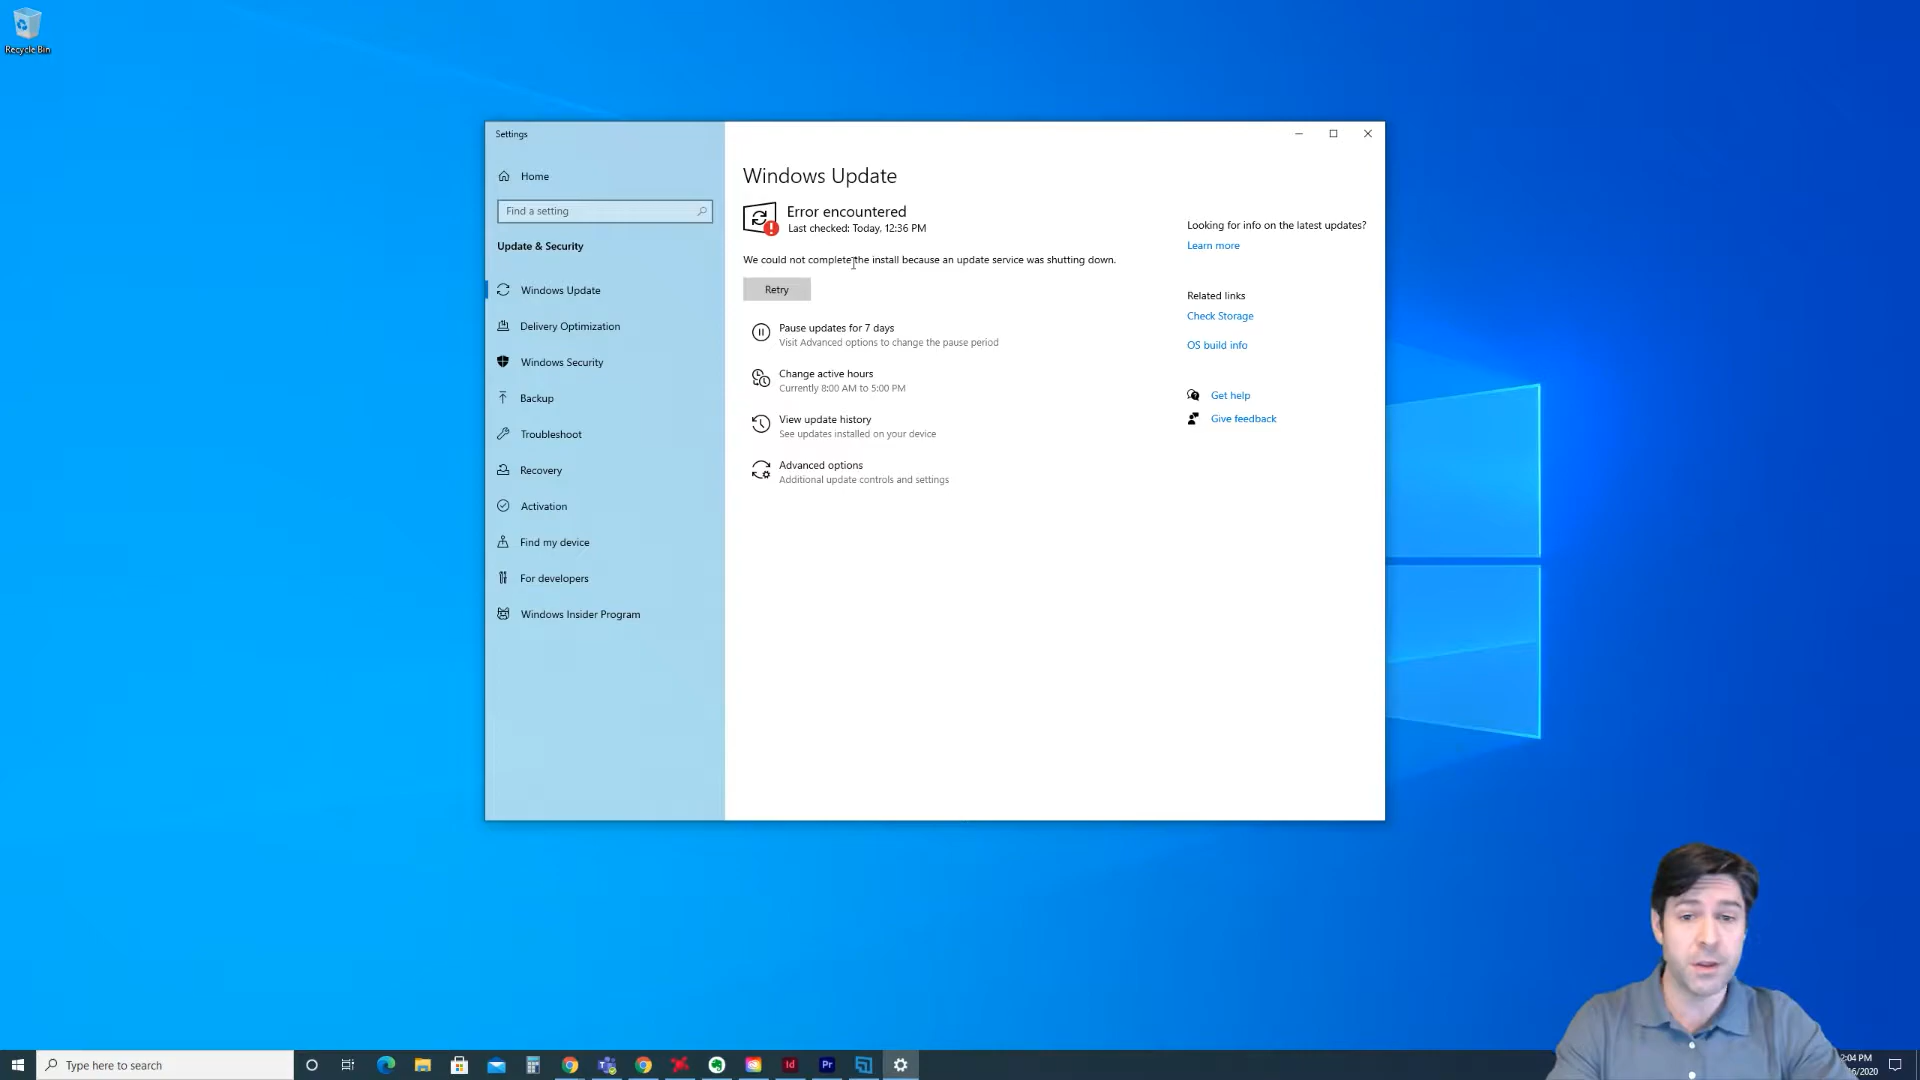 Recycle Bin
Settings
Home
Find a setting
Update & Security
Windows Update
Delivery Optimization
Windows Security
Backup
Troubleshoot
Recovery
Activation
Find my device
For developers
Windows Insider Program
Windows Update
Error encountered
Last checked: Today, 12:36 PM
We could not complete the install because an update service was shutting down.
Retry
Pause updates for 7 days
Visit Advanced options to change the pause period
Change active hours
Currently 8:00 AM to 5:00 PM
View update history
See updates installed on your device
Advanced options
Additional update controls and settings
Looking for info on the latest updates?
Learn more
Related links
Check Storage
OS build info
Get help
Give feedback
Type here to search
Id
Pr
2:04 PM
16/2020